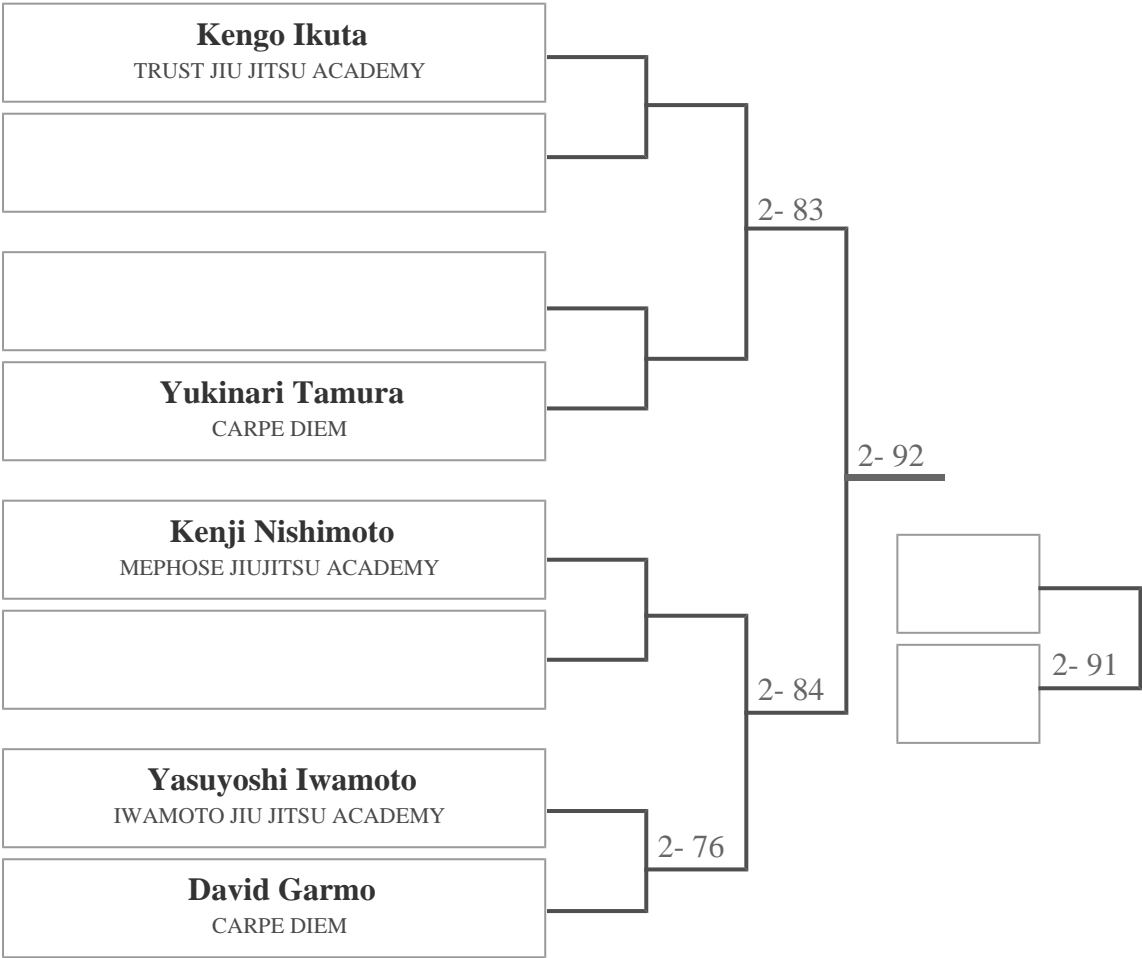 Kengo Ikuta
TRUST JIU JITSU ACADEMY
2- 83
Yukinari Tamura
CARPE DIEM
2- 92
Kenji Nishimoto
MEPHOSE JIUJITSU ACADEMY
2- 91
2- 84
Yasuyoshi Iwamoto
IWAMOTO JIU JITSU ACADEMY
2- 76
David Garmo
CARPE DIEM